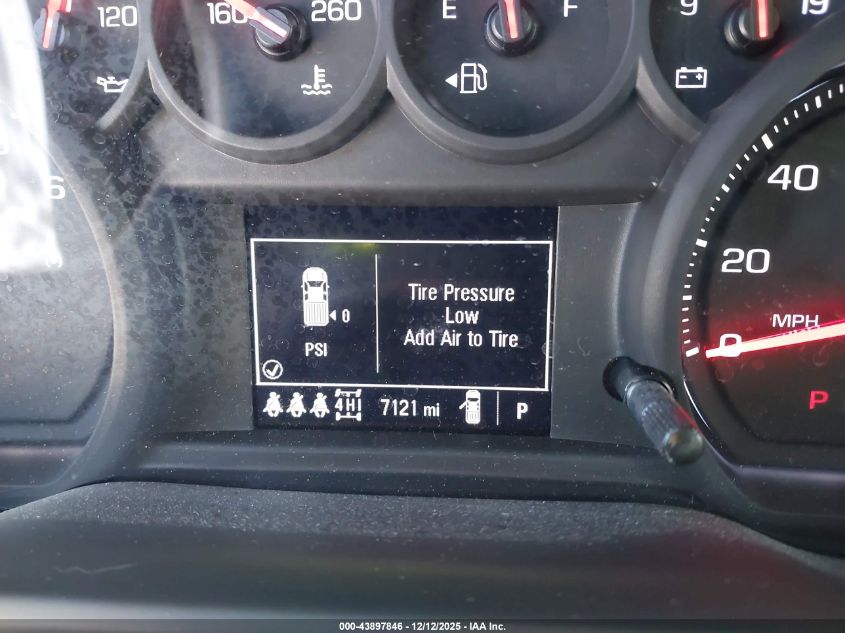 120
160 260
E F
9 19
6
40
20
0
MPH
P
Tire Pressure
Low
Add Air to Tire
0
PSI
4HI
7121 mi
P
000-43897846 - 12/12/2025 - IAA Inc.